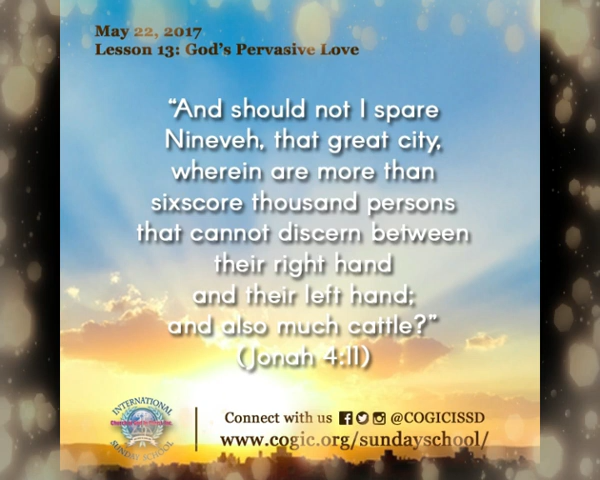 May 22, 2017
Lesson 13: God's Pervasive Love
“And should not I spare
Nineveh, that great city,
wherein are more than
sixscore thousand persons
that cannot discern between
their right hand
and their left hand;
and also much cattle?”
(Jonah 4:11)
INTERNATIONAL
SUNDAY SCHOOL
Connect with us @COGICISSD
www.cogic.org/sundayschool/